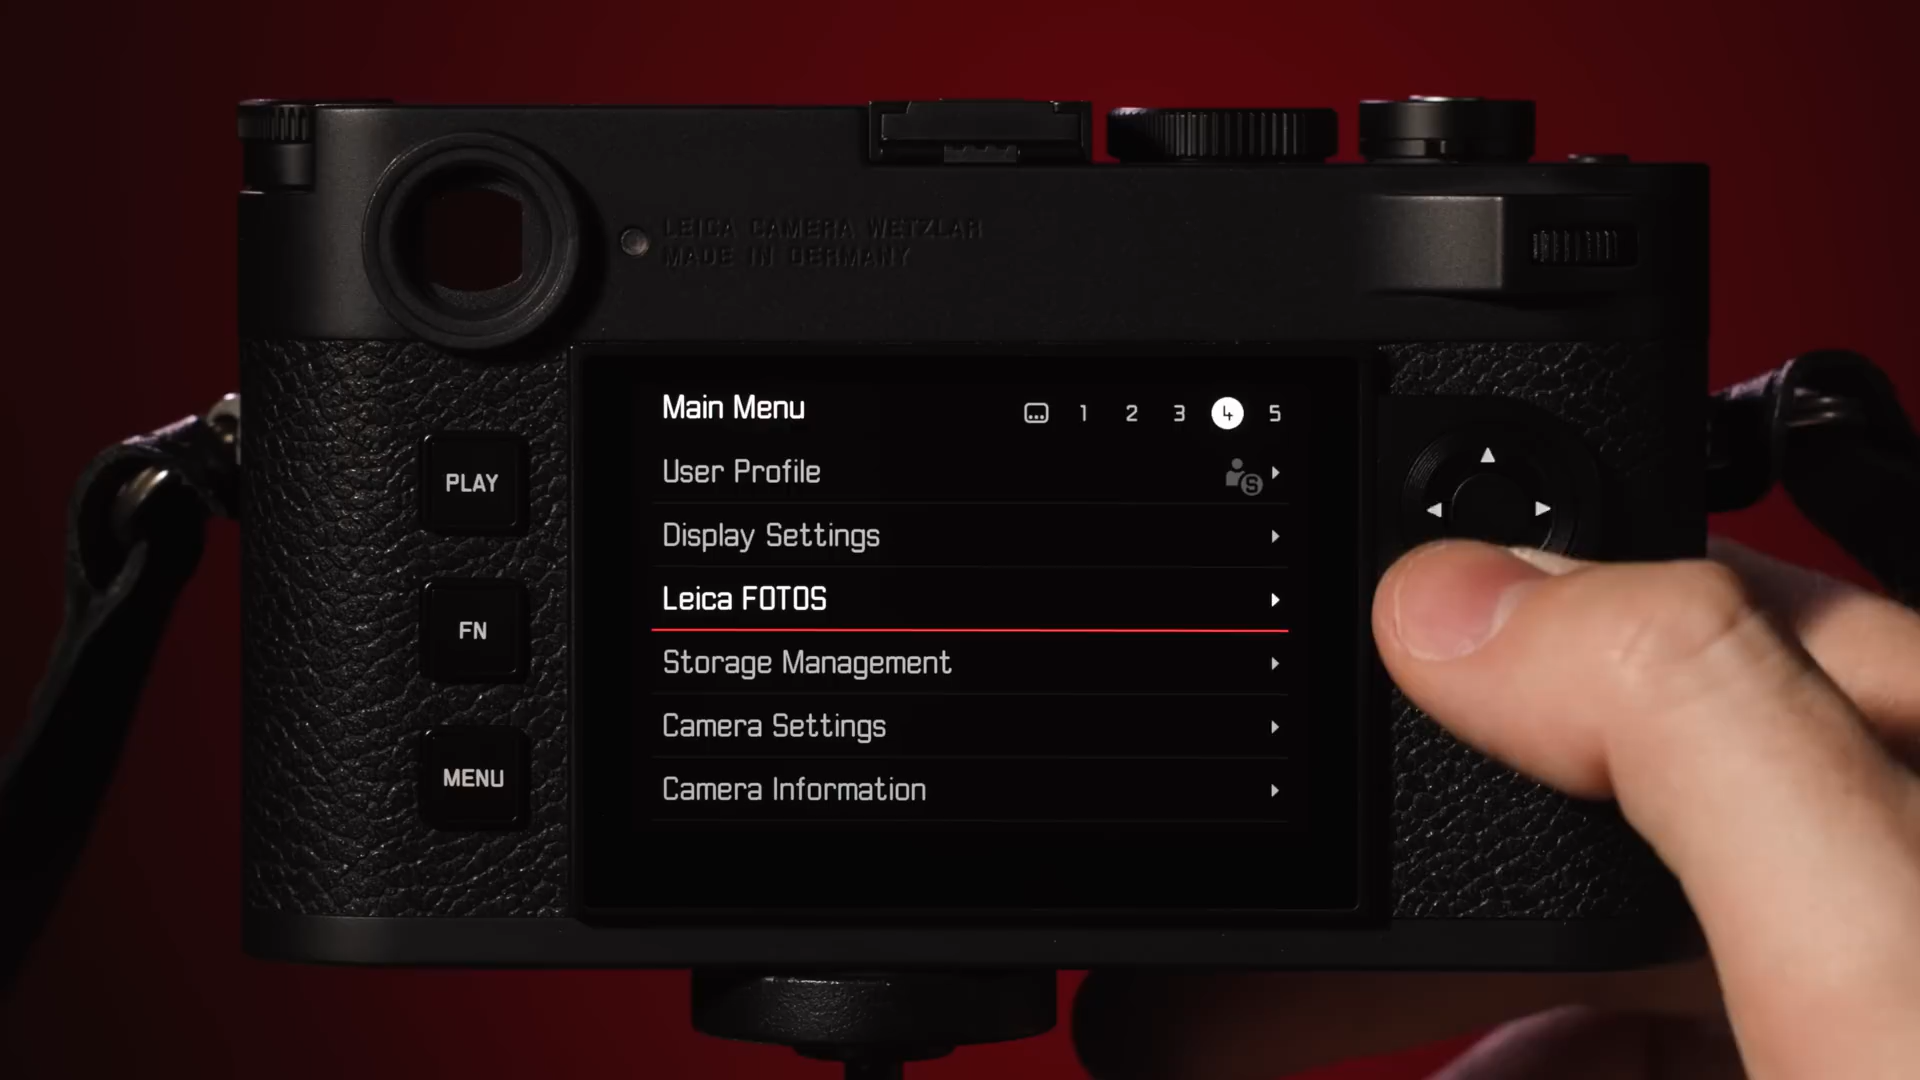 LEICA CAMERA WETZLAR
MADE IN GERMANY
Main Menu 1 2 3 4 5
User Profile S
Display Settings
Leica FOTOS
Storage Management
Camera Settings
Camera Information
PLAY
FN
MENU